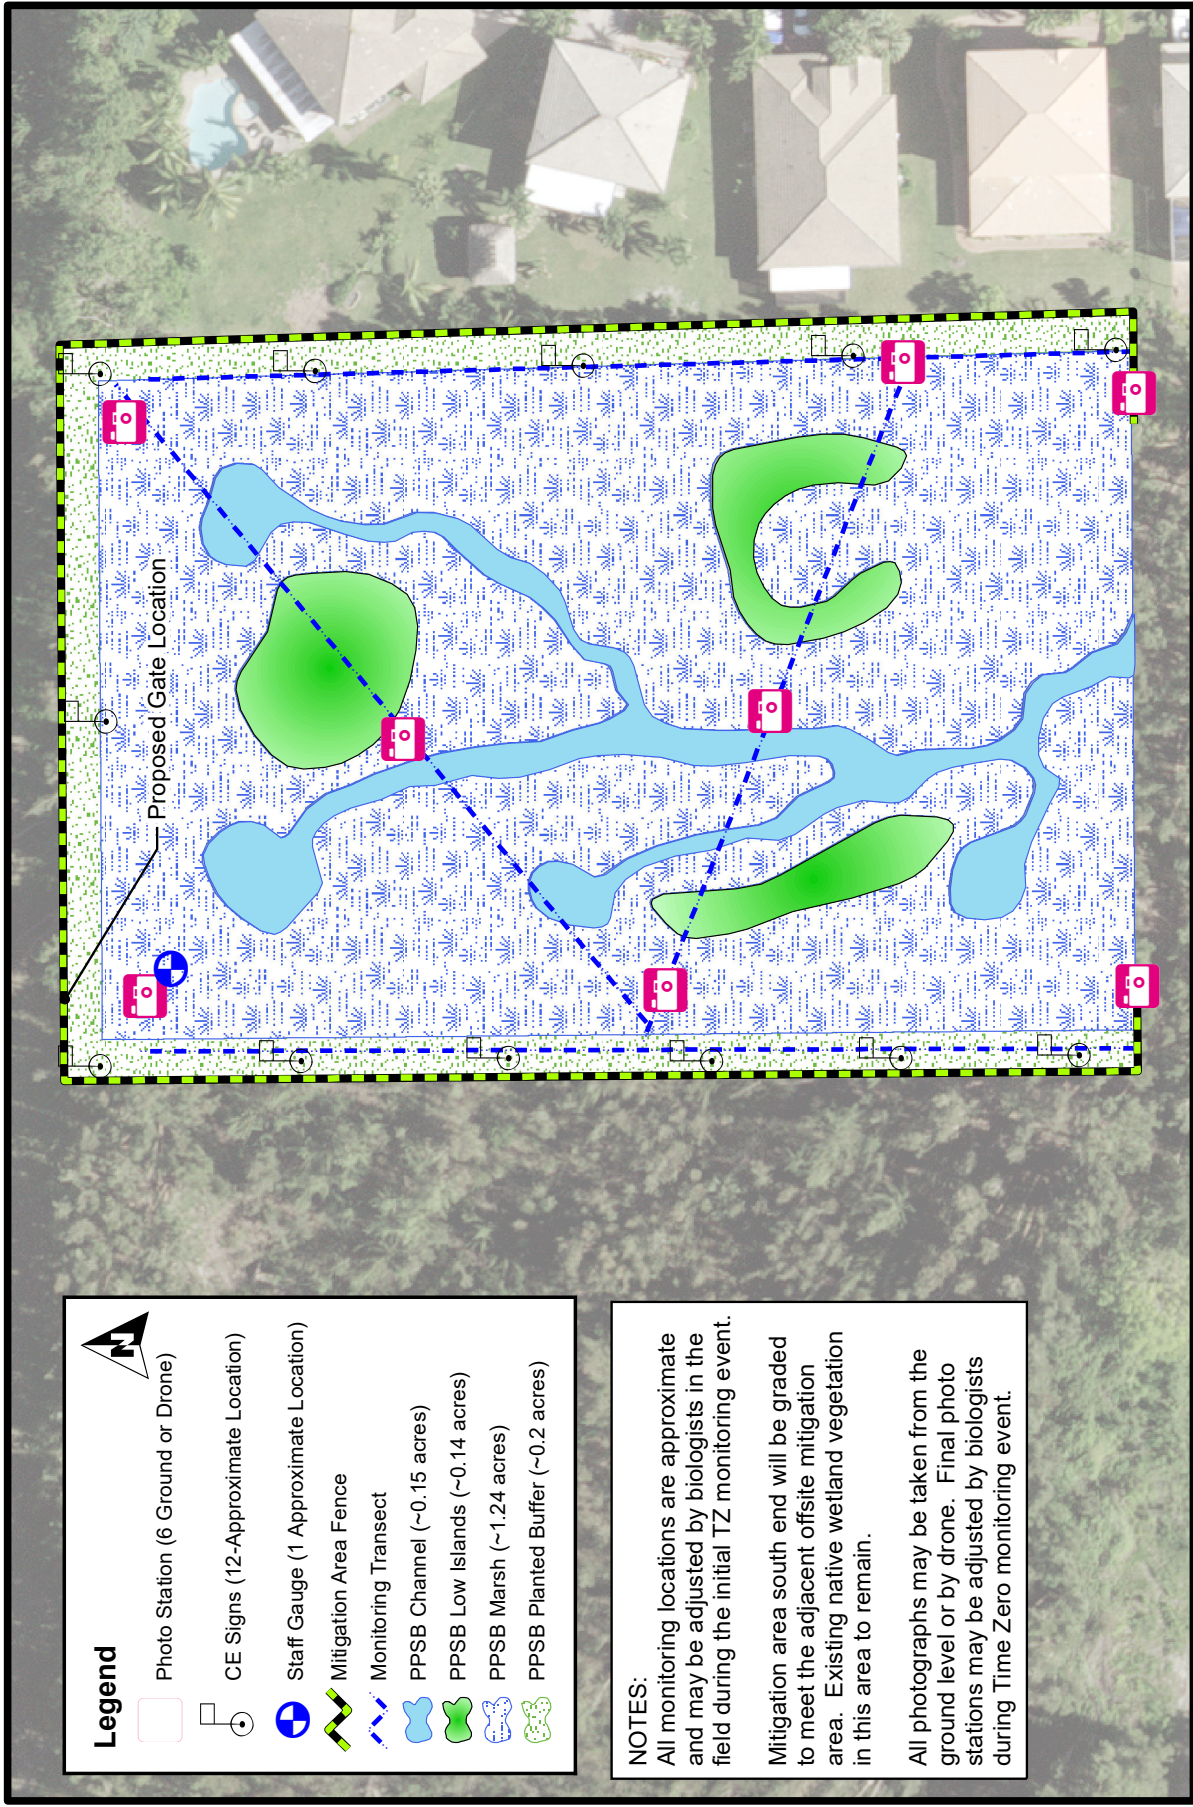 Proposed Gate Location
N
Legend
Photo Station (6 Ground or Drone)
CE Signs (12-Approximate Location)
Staff Gauge (1 Approximate Location)
Mitigation Area Fence
Monitoring Transect
PPSB Channel (~0.15 acres)
PPSB Low Islands (~0.14 acres)
PPSB Marsh (~1.24 acres)
PPSB Planted Buffer (~0.2 acres)
NOTES:
All monitoring locations are approximate
and may be adjusted by biologists in the
field during the initial TZ monitoring event.
Mitigation area south end will be graded
to meet the adjacent offsite mitigation
area.  Existing native wetland vegetation
in this area to remain.
All photographs may be taken from the
ground level or by drone.  Final photo
stations may be adjusted by biologists
during Time Zero monitoring event.